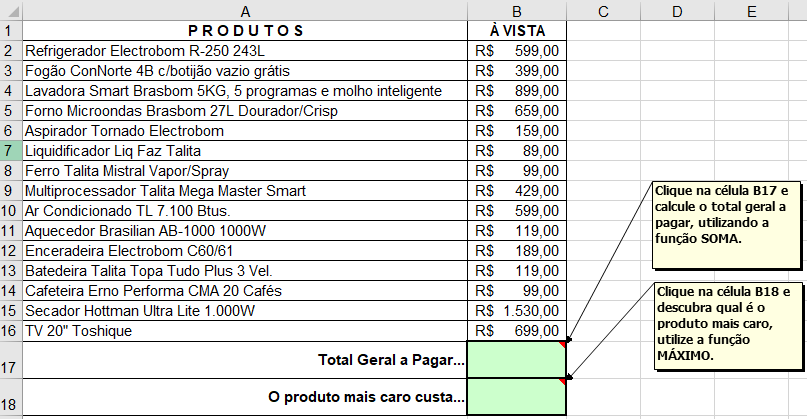 A B C D E
1 P R O D U T O S À VISTA
2 Refrigerador Electrobom R-250 243L R$ 599,00
3 Fogão ConNorte 4B c/botijão vazio grátis R$ 399,00
4 Lavadora Smart Brasbom 5KG, 5 programas e molho inteligente R$ 899,00
5 Forno Microondas Brasbom 27L Dourador/Crisp R$ 659,00
6 Aspirador Tornado Electrobom R$ 159,00
7 Liquidificador Liq Faz Talita R$ 89,00
8 Ferro Talita Mistral Vapor/Spray R$ 99,00
9 Multiprocessador Talita Mega Master Smart R$ 429,00
10 Ar Condicionado TL 7.100 Btus. R$ 599,00
11 Aquecedor Brasilian AB-1000 1000W R$ 119,00
12 Enceradeira Electrobom C60/61 R$ 189,00
13 Batedeira Talita Topa Tudo Plus 3 Vel. R$ 119,00
14 Cafeteira Erno Performa CMA 20 Cafés R$ 99,00
15 Secador Hottman Ultra Lite 1.000W R$ 1.530,00
16 TV 20" Toshique R$ 699,00
17 Total Geral a Pagar...
18 O produto mais caro custa...
Clique na célula B17 e
calcule o total geral a
pagar, utilizando a
função SOMA.
Clique na célula B18 e
descubra qual é o
produto mais caro,
utilize a função
MÁXIMO.